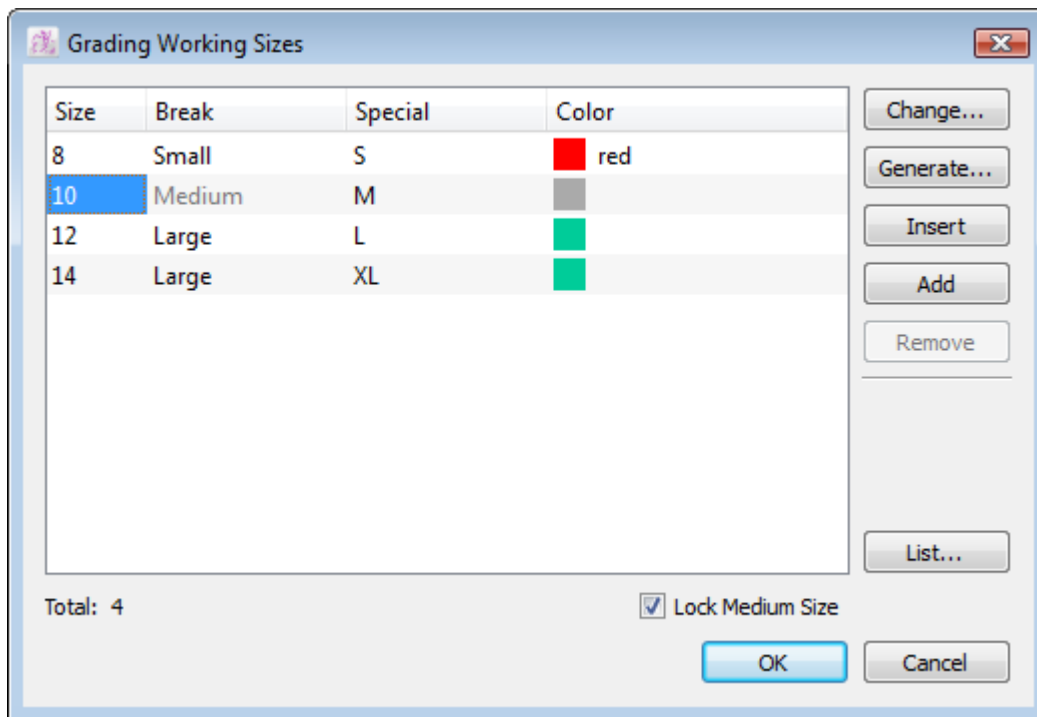 Grading Working Sizes
Size Break Special Color
8 Small S red
10 Medium M
12 Large L
14 Large XL
Change...
Generate...
Insert
Add
Remove
List...
Total: 4
Lock Medium Size
OK Cancel